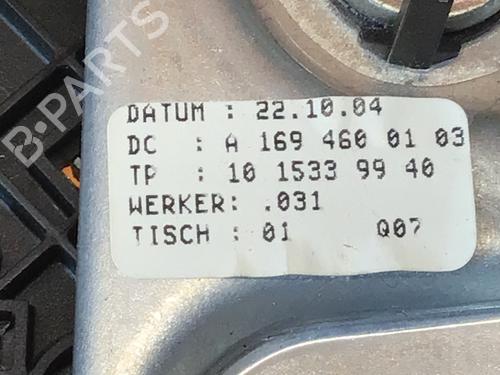 B-PARTS
DATUM : 22.10.04
DC : A 169 460 01 03
TP : 10 1533 99 40
WERKER: .031
TISCH : 01 Q07